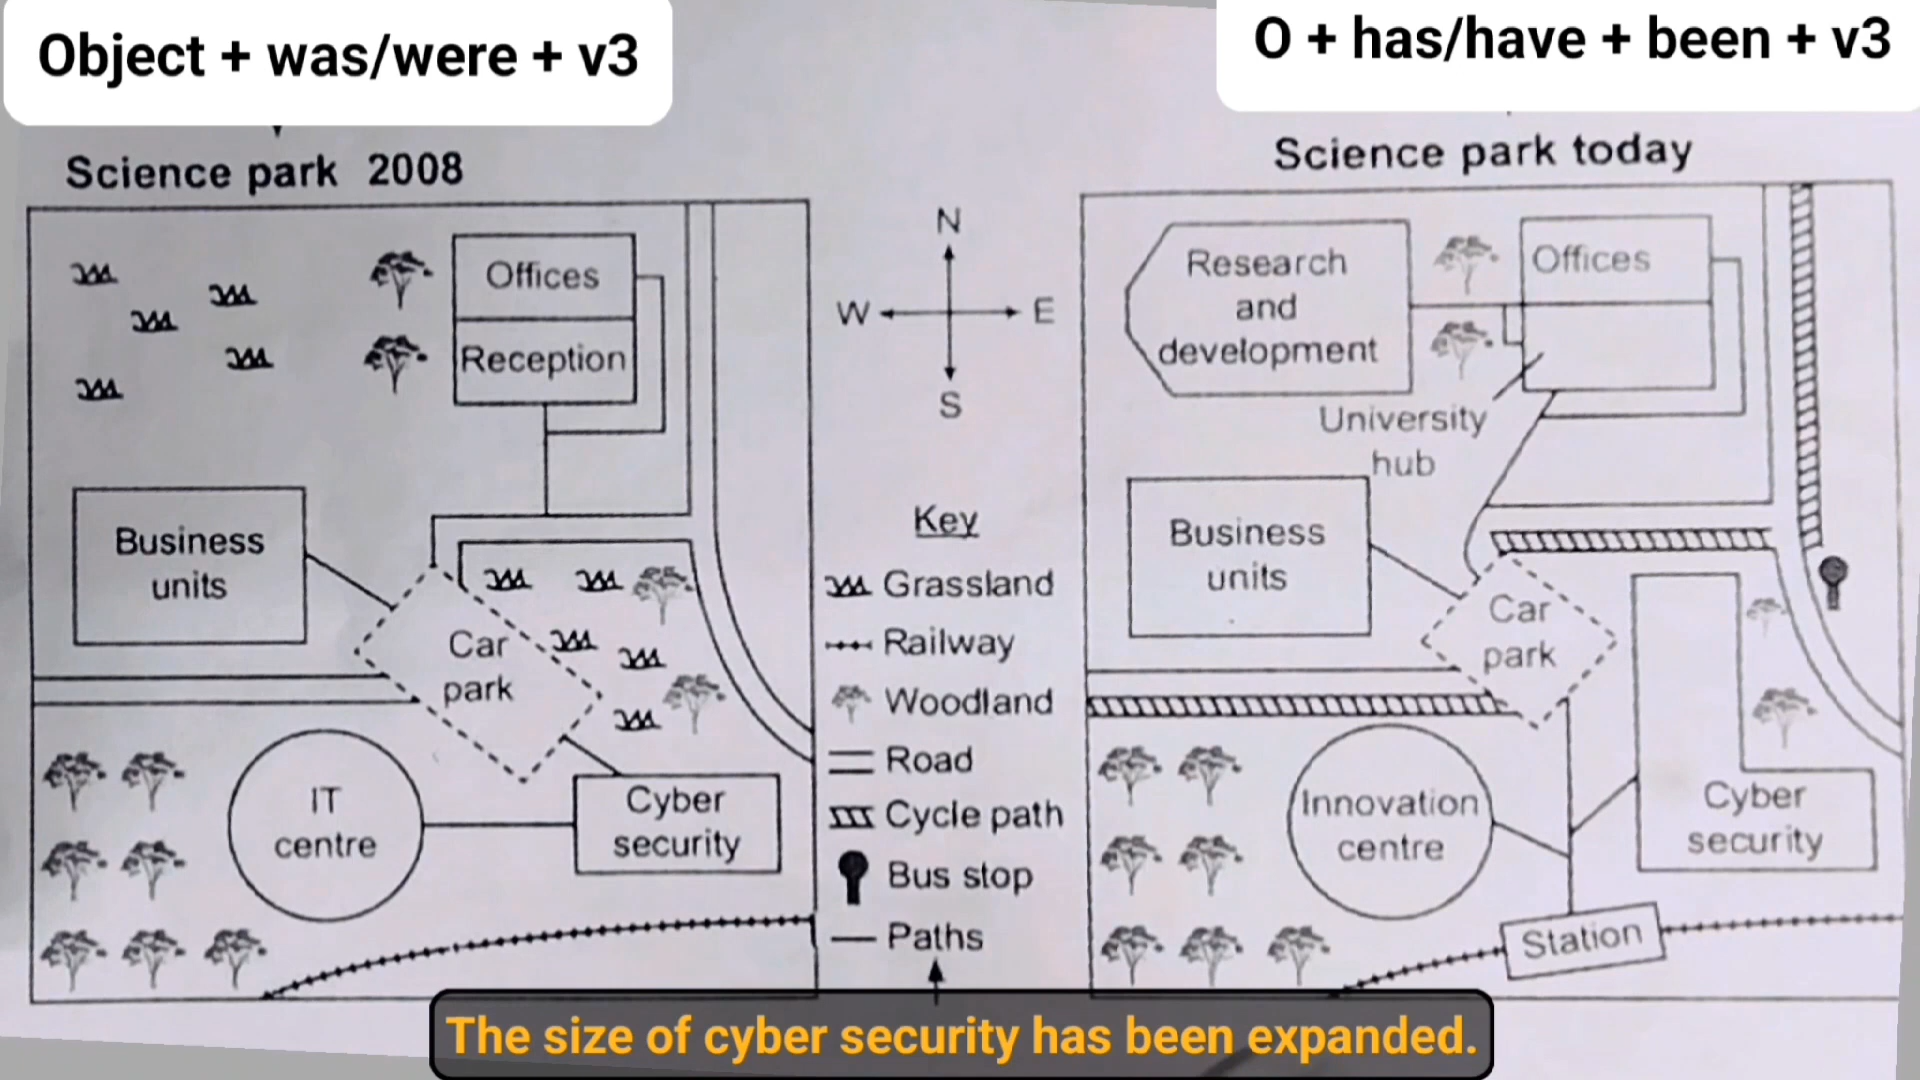 Object + was/were + v3
O + has/have + been + v3
Science park 2008
Offices
Reception
Business
units
Car
park
IT
centre
Cyber
security
N
W
E
S
Key
Grassland
Railway
Woodland
Road
Cycle path
Bus stop
Paths
Science park today
Research
and
development
Offices
University
hub
Business
units
Car
park
Innovation
centre
Cyber
security
Station
The size of cyber security has been expanded.